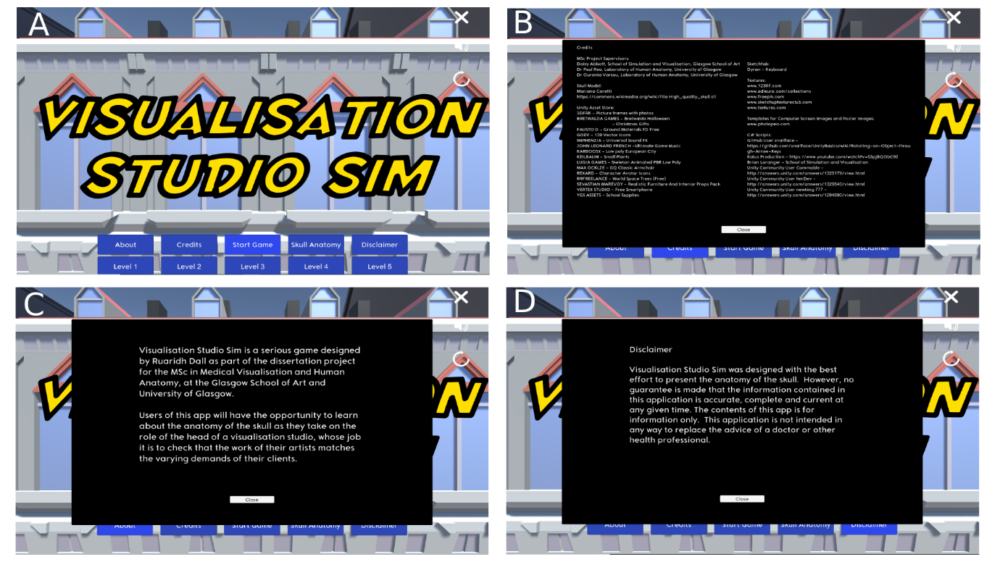 A
VISUALISATION
STUDIO SIM
About
Credits
Start Game
Skull Anatomy
Disclaimer
Level 1
Level 2
Level 3
Level 4
Level 5
B
Credits
MSc Project Supervisors:
Daisy Abbott, School of Simulation and Visualisation, Glasgow School of Art
Dr Paul Rea, Laboratory of Human Anatomy, University of Glasgow
Dr Ourania Varsou, Laboratory of Human Anatomy, University of Glasgow
Skull Model:
Mariano Coretti
https://commons.wikimedia.org/wiki/File:High_quality_skull.stl
Unity Asset Store:
3DFRK - Picture frames with photos
BRETWALDA GAMES - Bretwalda Halloween
- Christmas Gifts
FAUSTO D - Ground Materials FD Free
GDEV - 139 Vector Icons
IMPHENZIA - Universal Sound FX
JOHN LEONARD FRENCH -Ultimate Game Music
KARBOOSX - Low poly European City
KEILBAUM - Small Plants
LUGIA GAMES - Skeleton Animated PBR Low Poly
MAX OCKLZE - GQ Classic Armchair
REXARD - Character Avatar Icons
RRFREELANCE - World Space Trees (Free)
SEVASTIAN MAREVOY - Realistic Furniture And Interior Props Pack
VERTEX STUDIO - Free Smartphone
YGS ASSETS - School Supplies
Sketchfab:
Dyran - Keyboard
Textures:
www.123RF.com
www.edleuro.com/collections
www.freepik.com
www.sketchuptextureclub.com
www.textures.com
Templates for Computer Screen Images and Poster Images:
www.photopea.com
C# Scripts:
GitHub User snailface -
https://github.com/snailface/UnityBasics/wiki/Rotating-an-Object-throu
gh-Arrow-Keys
Brian Loranger - School of Simulation and Visualisation
Unity Community User Commoble -
http://answers.unity.com/answers/1325179/view.html
Unity Community User herDev -
http://answers.unity.com/answers/1329540/view.html
Unity Community User newking 777 -
http://answers.unity.com/answers/1294990/view.html
Close
V
ON
About
Credits
Start Game
Skull Anatomy
Disclaimer
C
Visualisation Studio Sim is a serious game designed
by Ruaridh Dall as part of the dissertation project
for the MSc in Medical Visualisation and Human
Anatomy, at the Glasgow School of Art and
University of Glasgow.
Users of this app will have the opportunity to learn
about the anatomy of the skull as they take on the
role of the head of a visualisation studio, whose job
it is to check that the work of their artists matches
the varying demands of their clients.
Close
V
ON
About
Credits
Start Game
Skull Anatomy
Disclaimer
D
Disclaimer
Visualisation Studio Sim was designed with the best
effort to present the anatomy of the skull. However, no
guarantee is made that the information contained in
this application is accurate, complete and current at
any given time. The contents of this app is for
information only. This application is not intended in
any way to replace the advice of a doctor or other
health professional.
Close
V
ON
About
Credits
Start Game
Skull Anatomy
Disclaimer